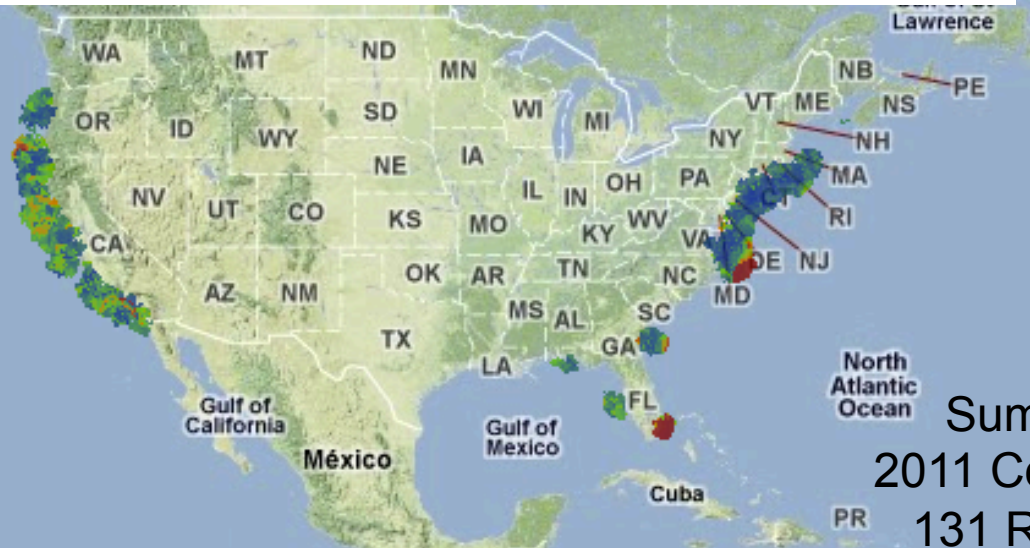 Lawrence
WA
MT
ND
MN
NB
PE
OR
ID
WY
SD
WI
MI
VT
ME
NS
NY
NH
NE
IA
MA
NV
UT
CO
IL
IN
OH
PA
CT
RI
KS
MO
WV
CA
KY
VA
DE
NJ
OK
AR
TN
NC
MD
AZ
NM
MS
AL
SC
TX
GA
LA
North
Atlantic
Ocean
Gulf of
California
Gulf of
Mexico
FL
México
Cuba
PR
2011
131